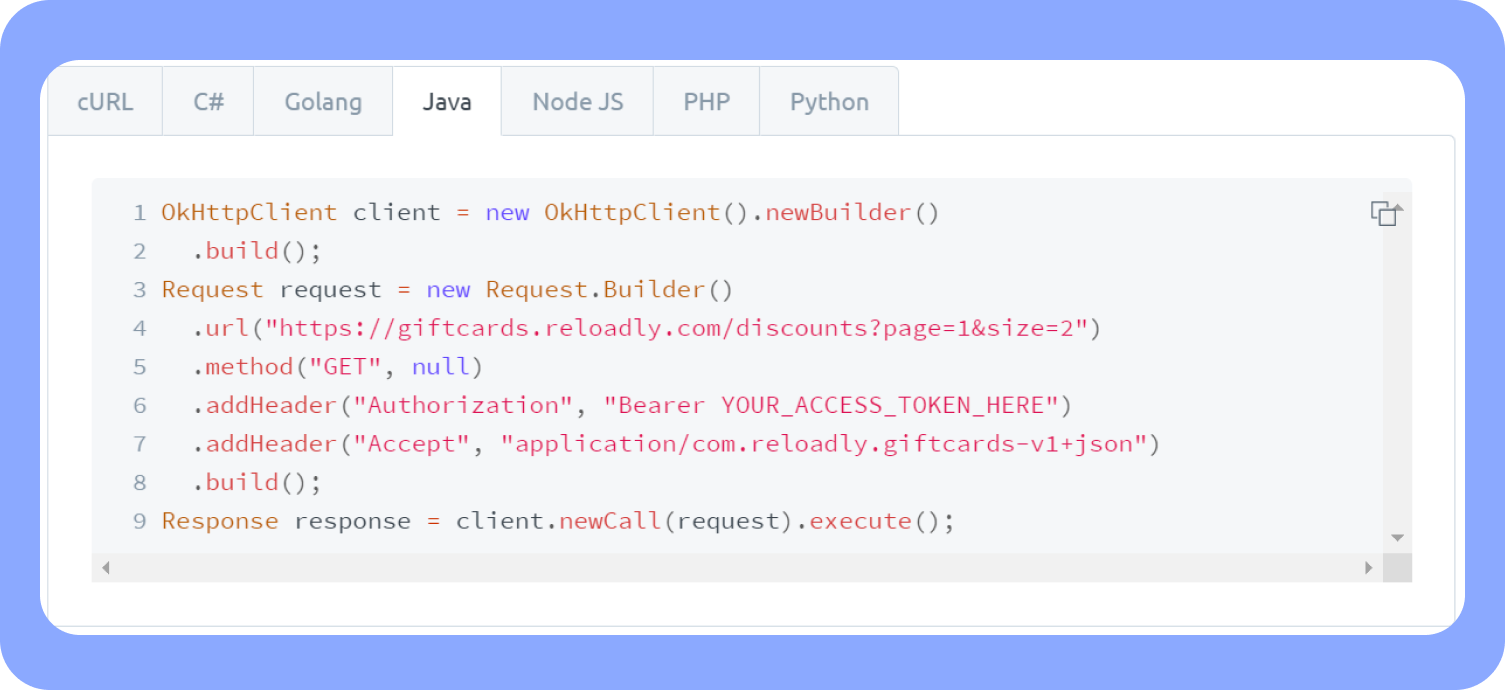 cURL C# Golang Java Node JS PHP Python
1 OkHttpClient client = new OkHttpClient().newBuilder()
2   .build();
3 Request request = new Request.Builder()
4   .url("https://giftcards.reloadly.com/discounts?page=1&size=2")
5   .method("GET", null)
6   .addHeader("Authorization", "Bearer YOUR_ACCESS_TOKEN_HERE")
7   .addHeader("Accept", "application/com.reloadly.giftcards-v1+json")
8   .build();
9 Response response = client.newCall(request).execute();